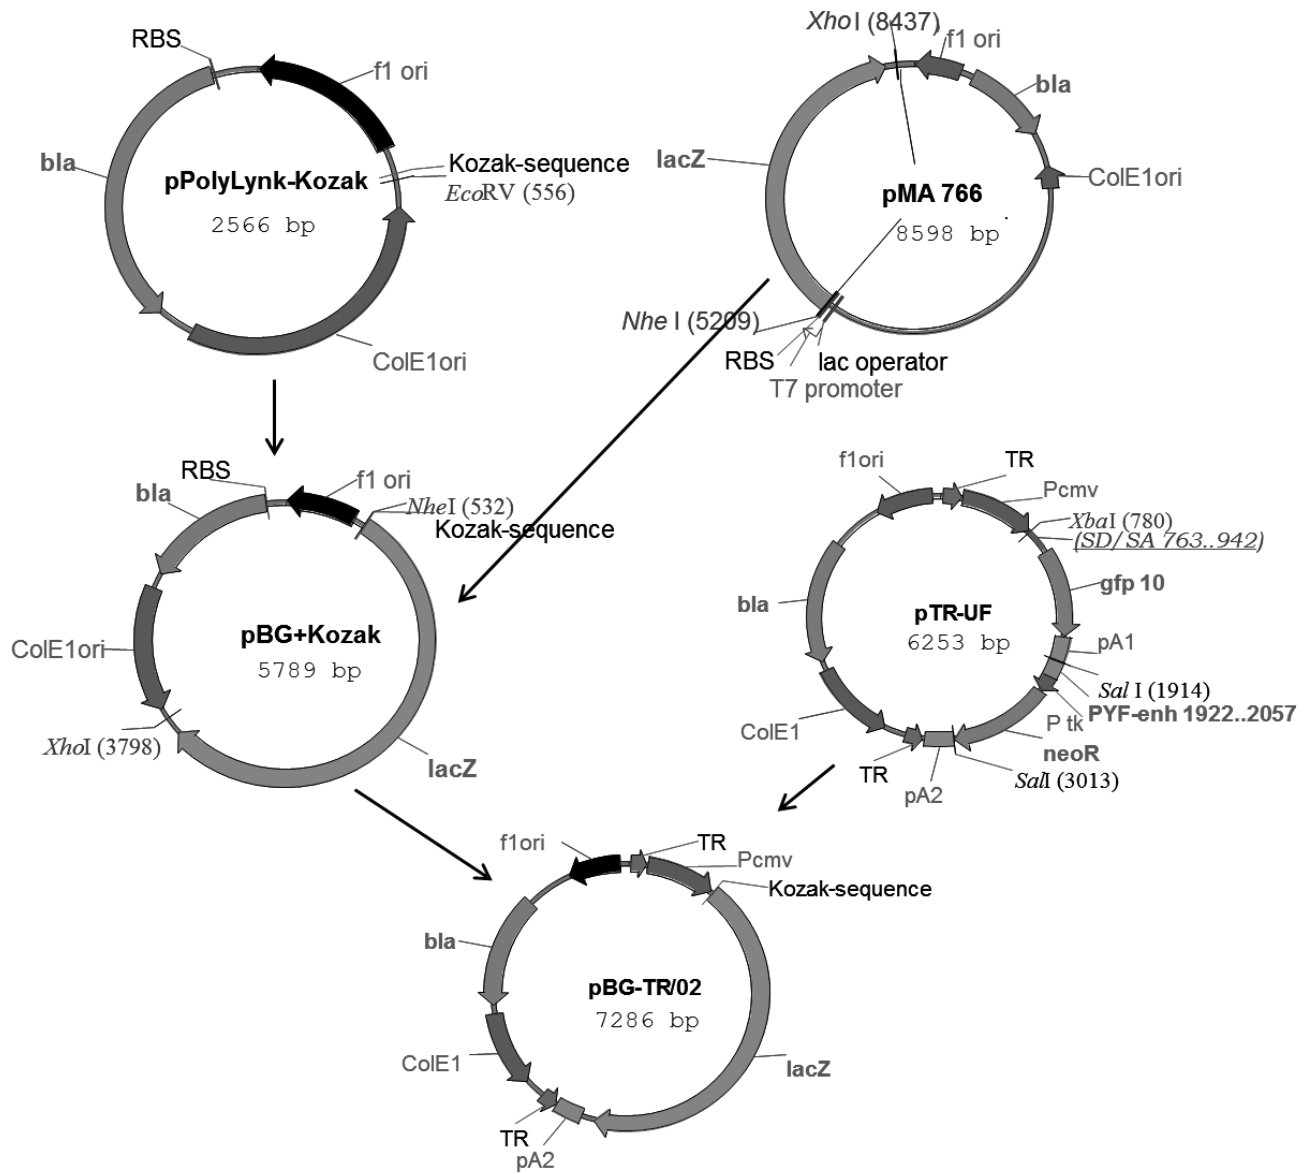 RBS
f1 ori
bla
Kozak-sequence
EcoRV (556)
pPolyLynk-Kozak
2566 bp
ColE1ori
XhoI (8437)
f1 ori
bla
lacZ
ColE1ori
pMA 766
8598 bp
Nhe I (5209)
RBS
lac operator
T7 promoter
RBS
f1 ori
bla
NheI (532)
Kozak-sequence
pBG+Kozak
5789 bp
ColE1ori
XhoI (3798)
lacZ
f1ori
TR
Pcmv
XbaI (780)
(SD/SA 763..942)
gfp 10
bla
pTR-UF
6253 bp
pA1
Sal I (1914)
PYF-enh 1922..2057
P tk
ColE1
neoR
TR
SalI (3013)
pA2
f1ori
TR
Pcmv
Kozak-sequence
bla
pBG-TR/02
7286 bp
ColE1
lacZ
TR
pA2